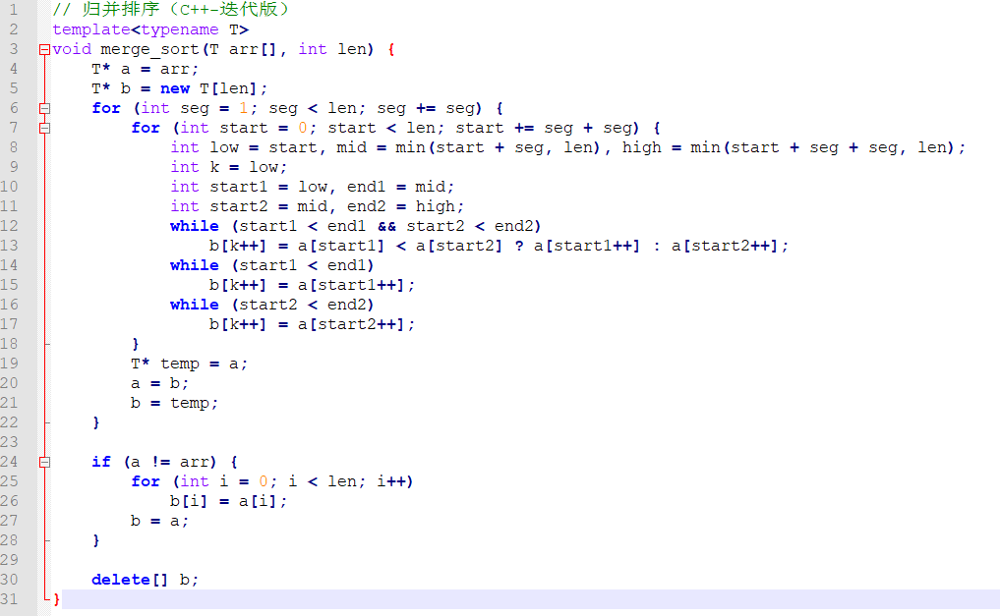 1 // 归并排序（C++-迭代版）
2 template<typename T>
3 void merge_sort(T arr[], int len) {
4     T* a = arr;
5     T* b = new T[len];
6     for (int seg = 1; seg < len; seg += seg) {
7         for (int start = 0; start < len; start += seg + seg) {
8             int low = start, mid = min(start + seg, len), high = min(start + seg + seg, len);
9             int k = low;
10             int start1 = low, end1 = mid;
11             int start2 = mid, end2 = high;
12             while (start1 < end1 && start2 < end2)
13                 b[k++] = a[start1] < a[start2] ? a[start1++] : a[start2++];
14             while (start1 < end1)
15                 b[k++] = a[start1++];
16             while (start2 < end2)
17                 b[k++] = a[start2++];
18         }
19         T* temp = a;
20         a = b;
21         b = temp;
22     }
23
24     if (a != arr) {
25         for (int i = 0; i < len; i++)
26             b[i] = a[i];
27         b = a;
28     }
29
30     delete[] b;
31 }